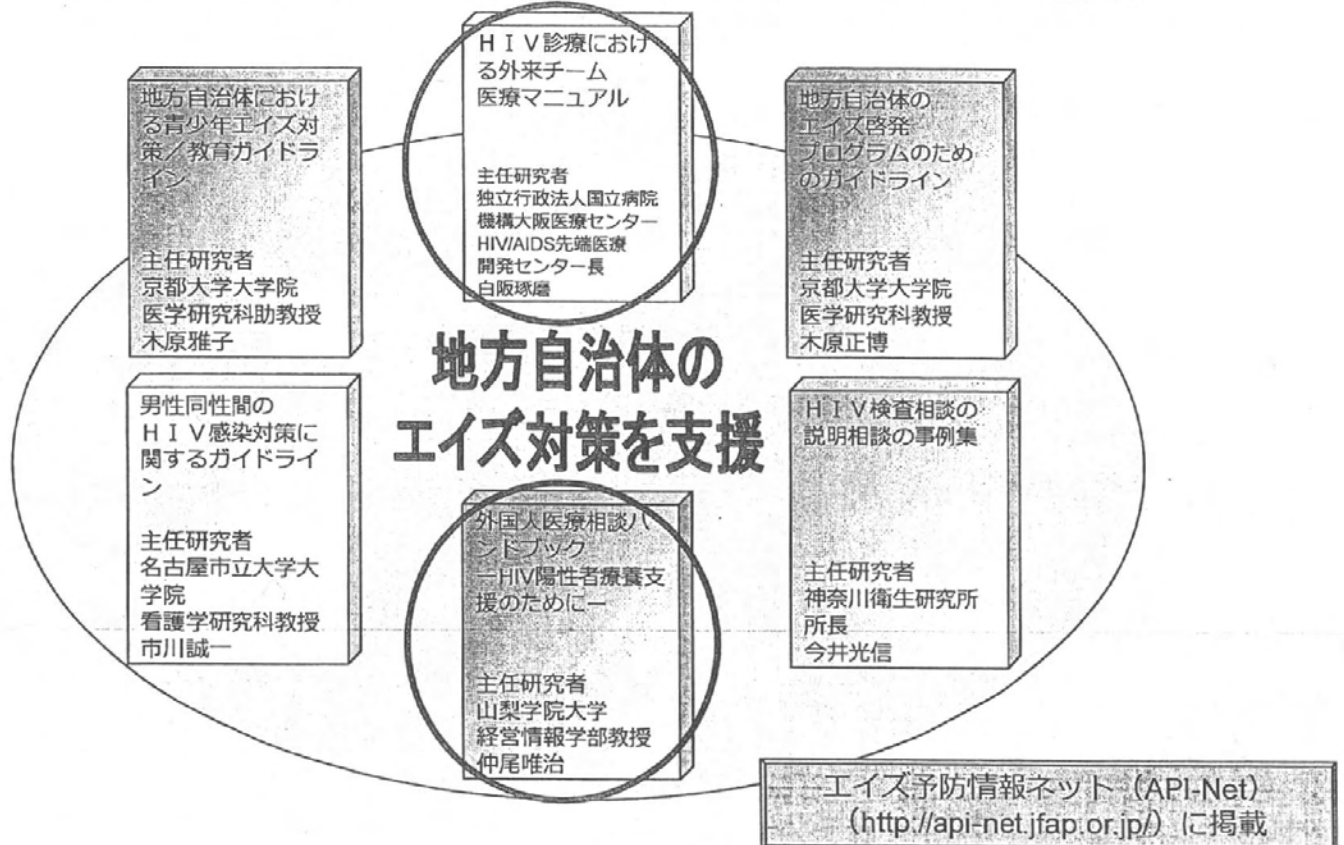 HIV診療におけ
る外来チーム
医療マニュアル
主任研究者
独立行政法人国立病院
機構大阪医療センター
HIV/AIDS先端医療
開発センター長
白阪琢磨
地方自治体におけ
る青少年エイズ対
策／教育ガイドラ
イン
主任研究者
京都大学大学院
医学研究科助教授
木原雅子
地方自治体の
エイズ啓発
プログラムのため
のガイドライン
主任研究者
京都大学大学院
医学研究科教授
木原正博
地方自治体の
エイズ対策を支援
男性同性間の
HIV感染対策に
関するガイドライ
ン
主任研究者
名古屋市立大学大
学院
看護学研究科教授
市川誠一
外国人医療相談ハ
ンドブック
ーHIV陽性者療養支
援のためにー
主任研究者
山梨学院大学
経営情報学部教授
仲尾唯治
HIV検査相談の
説明相談の事例集
主任研究者
神奈川衛生研究所
所長
今井光信
エイズ予防情報ネット（API-Net）
（http://api-net.jfap.or.jp/）に掲載